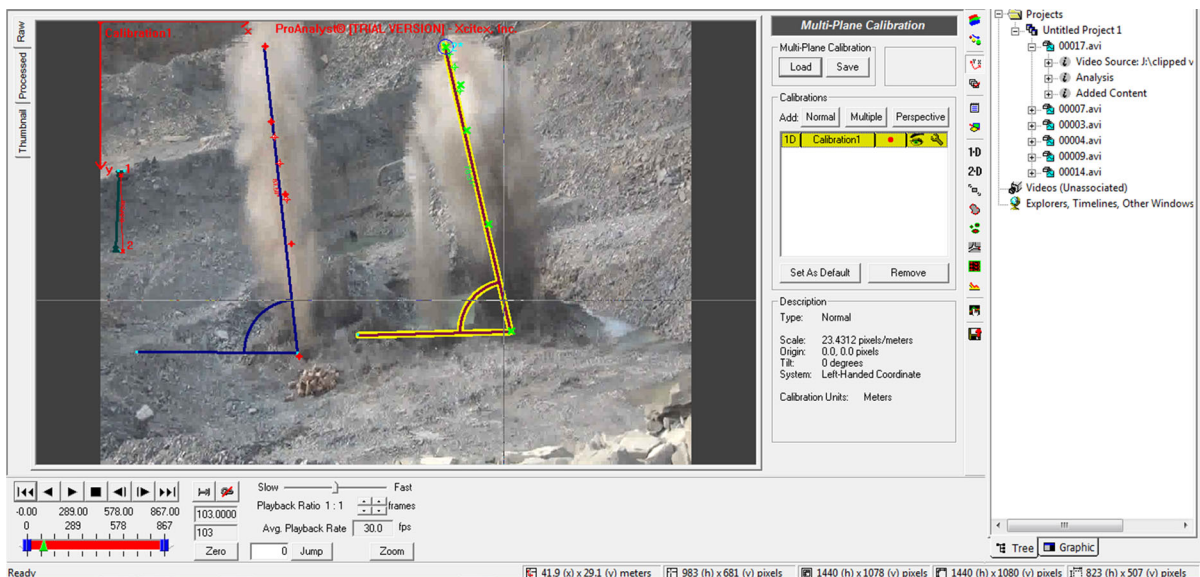 Raw
Processed
Thumbnail
Calibration1
ProAnalyst® [TRIAL VERSION] - Xcitex, Inc.
x
y
1
2
Multi-Plane Calibration
Multi-Plane Calibration
Load Save
Calibrations
Add: Normal Multiple Perspective
1D Calibration1
Set As Default Remove
Description
Type: Normal
Scale: 23.4312 pixels/meters
Origin: 0.0, 0.0 pixels
Tilt: 0 degrees
System: Left-Handed Coordinate
Calibration Units: Meters
1-D
2-D
Projects
Untitled Project 1
00017.avi
Video Source: J:\clipped v
Analysis
Added Content
00007.avi
00003.avi
00004.avi
00009.avi
00014.avi
Videos (Unassociated)
Explorers, Timelines, Other Windows
Tree Graphic
-0.00 289.00 578.00 867.00
0 289 578 867
103.0000
103
Zero
Slow Fast
Playback Ratio 1 : 1 frames
Avg. Playback Rate 30.0 fps
0 Jump Zoom
Ready
41.9 (x) x 29.1 (y) meters
983 (h) x 681 (v) pixels
1440 (h) x 1078 (v) pixels
1440 (h) x 1080 (v) pixels
823 (h) x 507 (v) pixels